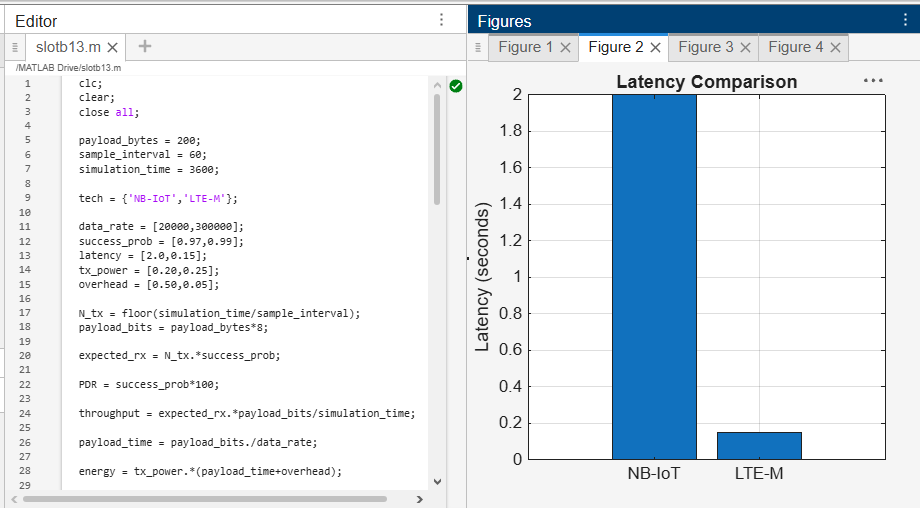 Editor
slotb13.m
/MATLAB Drive/slotb13.m
1 clc;
2 clear;
3 close all;
4
5 payload_bytes = 200;
6 sample_interval = 60;
7 simulation_time = 3600;
8
9 tech = {'NB-IoT','LTE-M'};
10
11 data_rate = [20000,300000];
12 success_prob = [0.97,0.99];
13 latency = [2.0,0.15];
14 tx_power = [0.20,0.25];
15 overhead = [0.50,0.05];
16
17 N_tx = floor(simulation_time/sample_interval);
18 payload_bits = payload_bytes*8;
19
20 expected_rx = N_tx.*success_prob;
21
22 PDR = success_prob*100;
23
24 throughput = expected_rx.*payload_bits/simulation_time;
25
26 payload_time = payload_bits./data_rate;
27
28 energy = tx_power.*(payload_time+overhead);
29
Figures
Figure 1 Figure 2 Figure 3 Figure 4
Latency Comparison
Latency (seconds)
2
1.8
1.6
1.4
1.2
1
0.8
0.6
0.4
0.2
0
NB-IoT LTE-M